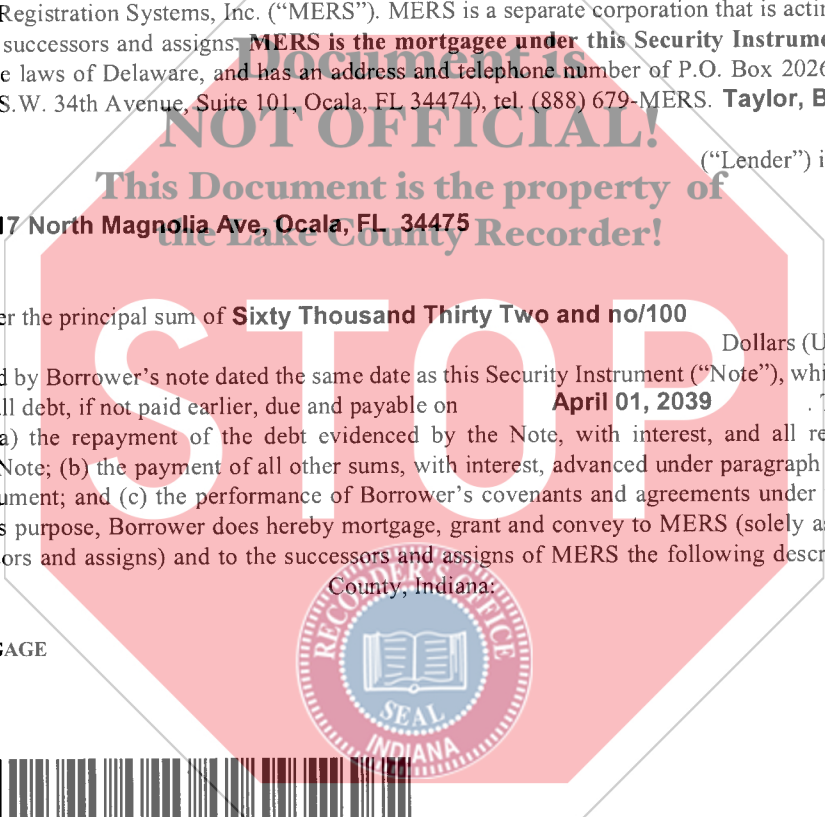 Registration Systems, Inc. (“MERS”). MERS is a separate corporation that is actin
successors and assigns. MERS is the mortgagee under this Security Instrume
Document is
e laws of Delaware, and has an address and telephone number of P.O. Box 2026
S.W. 34th Avenue, Suite 101, Ocala, FL 34474), tel. (888) 679-MERS. Taylor, B
NOT OFFICIAL!
(“Lender”) i
This Document is the property of
17 North Magnolia Ave, Ocala, FL 34475
the Lake County Recorder!
er the principal sum of Sixty Thousand Thirty Two and no/100
Dollars (U
d by Borrower’s note dated the same date as this Security Instrument (“Note”), whi
ll debt, if not paid earlier, due and payable on April 01, 2039 . T
a) the repayment of the debt evidenced by the Note, with interest, and all re
STOP
Note; (b) the payment of all other sums, with interest, advanced under paragraph
ument; and (c) the performance of Borrower’s covenants and agreements under
s purpose, Borrower does hereby mortgage, grant and convey to MERS (solely as
ors and assigns) and to the successors and assigns of MERS the following descr
County, Indiana:
RECORDER'S OFFICE
SEAL
INDIANA
GAGE